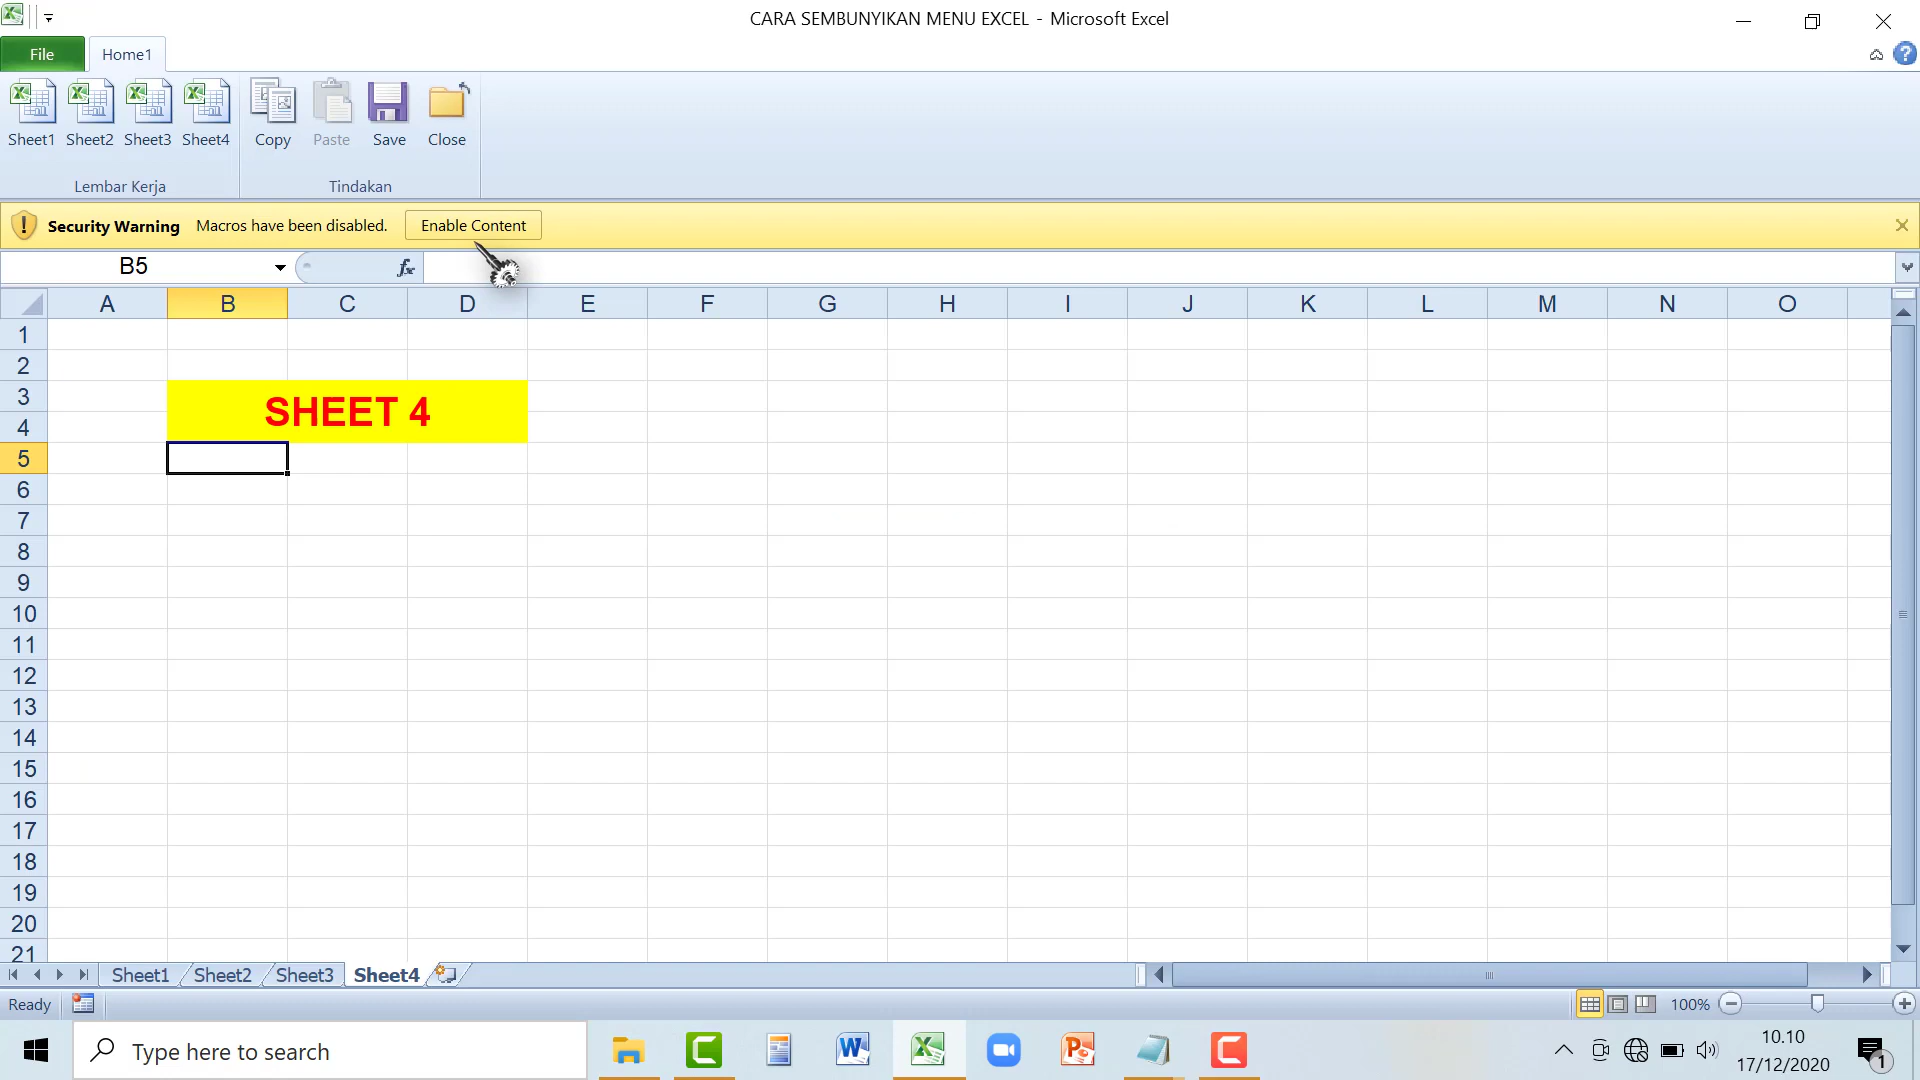 CARA SEMBUNYIKAN MENU EXCEL - Microsoft Excel
File Home1
Sheet1 Sheet2 Sheet3 Sheet4 Copy Paste Save Close
Lembar Kerja Tindakan
Security Warning Macros have been disabled. Enable Content
B5 fx
A B C D E F G H I J K L M N O
1
2
3
SHEET 4
4
5
6
7
8
9
10
11
12
13
14
15
16
17
18
19
20
21
Sheet1 Sheet2 Sheet3 Sheet4
Ready 100%
Type here to search
10.10
17/12/2020
1